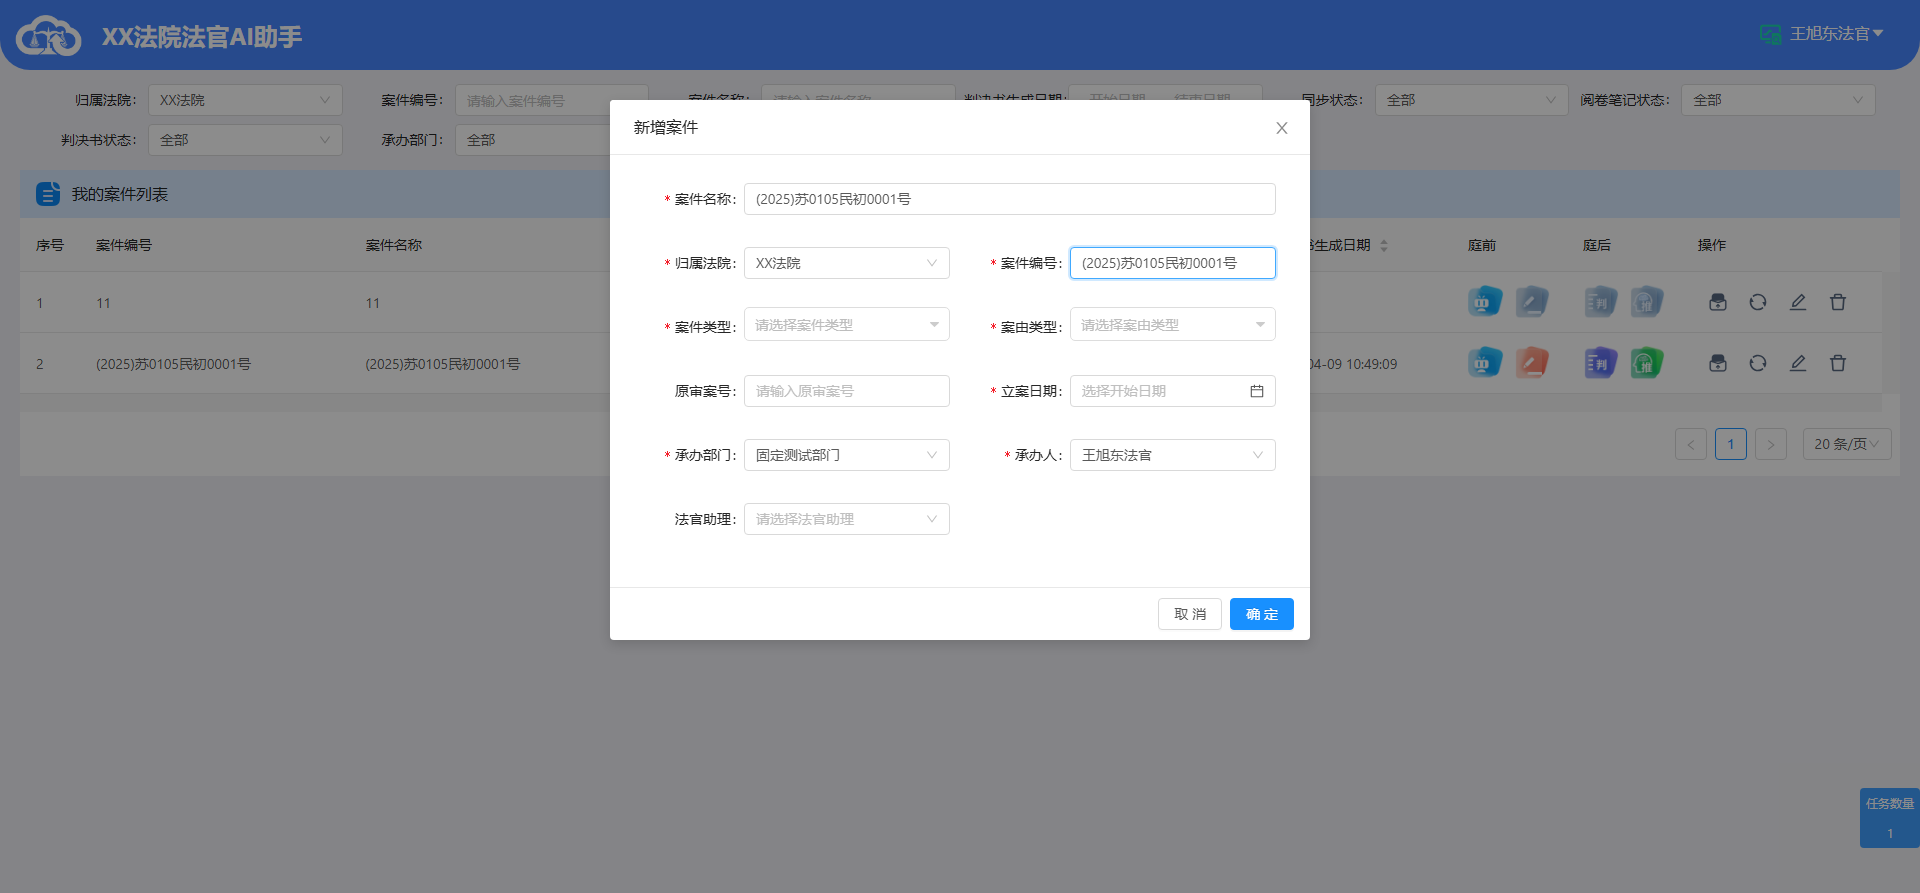 XX法院法官AI助手
王旭东法官
归属法院： XX法院 案件编号： 请输入案件编号 案件名称： 请输入案件名称 判决书生成日期： 开始日期 结束日期 同步状态： 全部 阅卷笔记状态： 全部
判决书状态： 全部 承办部门： 全部
我的案件列表
序号 案件编号 案件名称 生成日期 庭前 庭后 操作
1 11 11
2 (2025)苏0105民初0001号 (2025)苏0105民初0001号 04-09 10:49:09
1 20 条/页
新增案件
* 案件名称： (2025)苏0105民初0001号
* 归属法院： XX法院 * 案件编号： (2025)苏0105民初0001号
* 案件类型： 请选择案件类型 * 案由类型： 请选择案由类型
原审案号： 请输入原审案号 * 立案日期： 选择开始日期
* 承办部门： 固定测试部门 * 承办人： 王旭东法官
法官助理： 请选择法官助理
取 消 确 定
任务数量
1